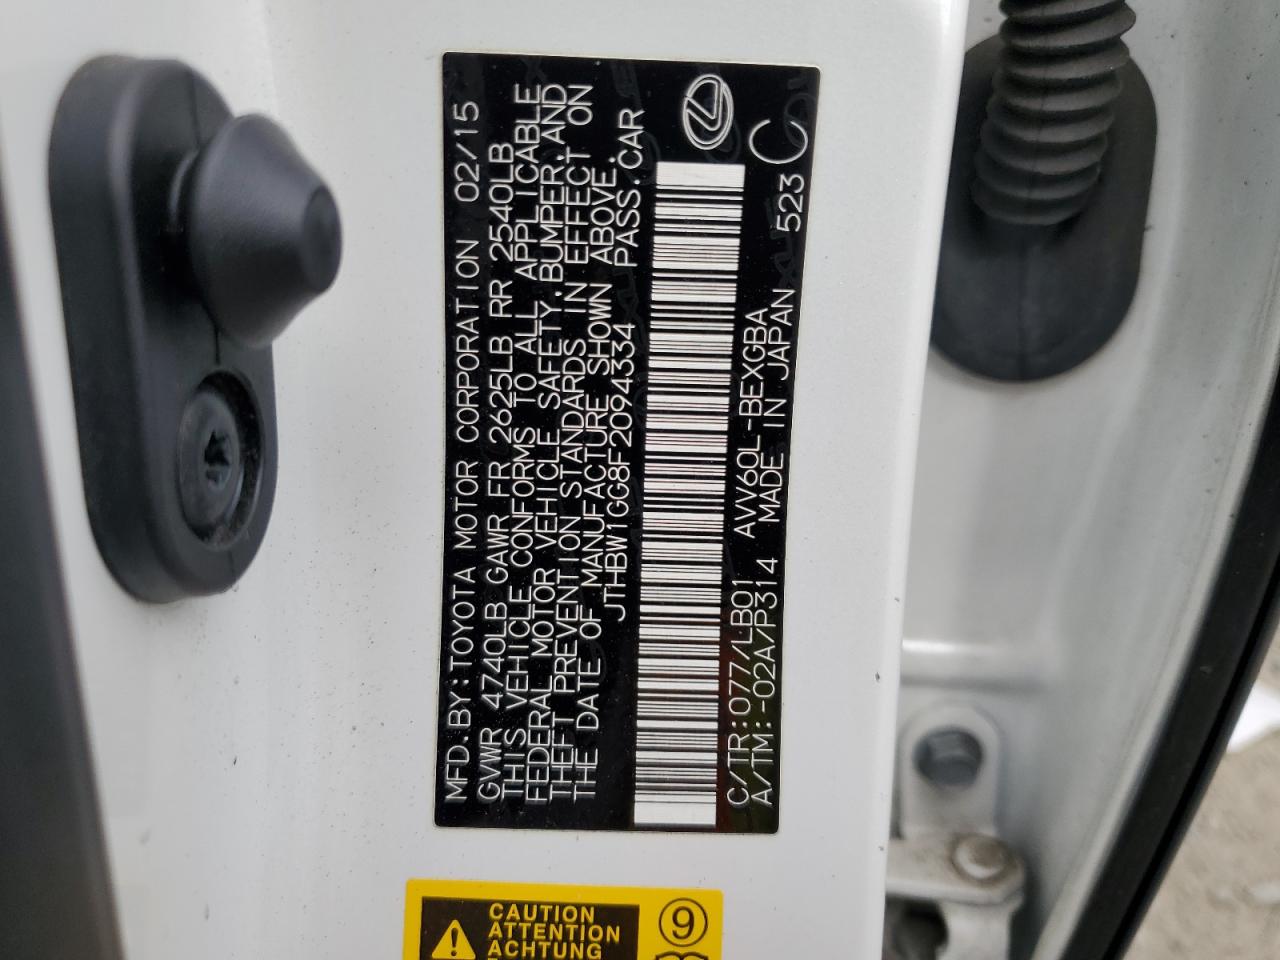 MFD.BY:TOYOTA MOTOR CORPORATION 02/15
GVWR 4740LB GAWR FR 2625LB RR 2540LB
THIS VEHICLE CONFORMS TO ALL APPLICABLE
FEDERAL MOTOR VEHICLE SAFETY,BUMPER,AND
THEFT PREVENTION STANDARDS IN EFFECT ON
THE DATE OF MANUFACTURE SHOWN ABOVE.
JTHBW1GG8F2094334 PASS.CAR
C/TR:077/LB01 AVV60L-BEXGBA
A/TM:-02A/P314 MADE IN JAPAN 523 C
CAUTION
ATTENTION
ACHTUNG
9